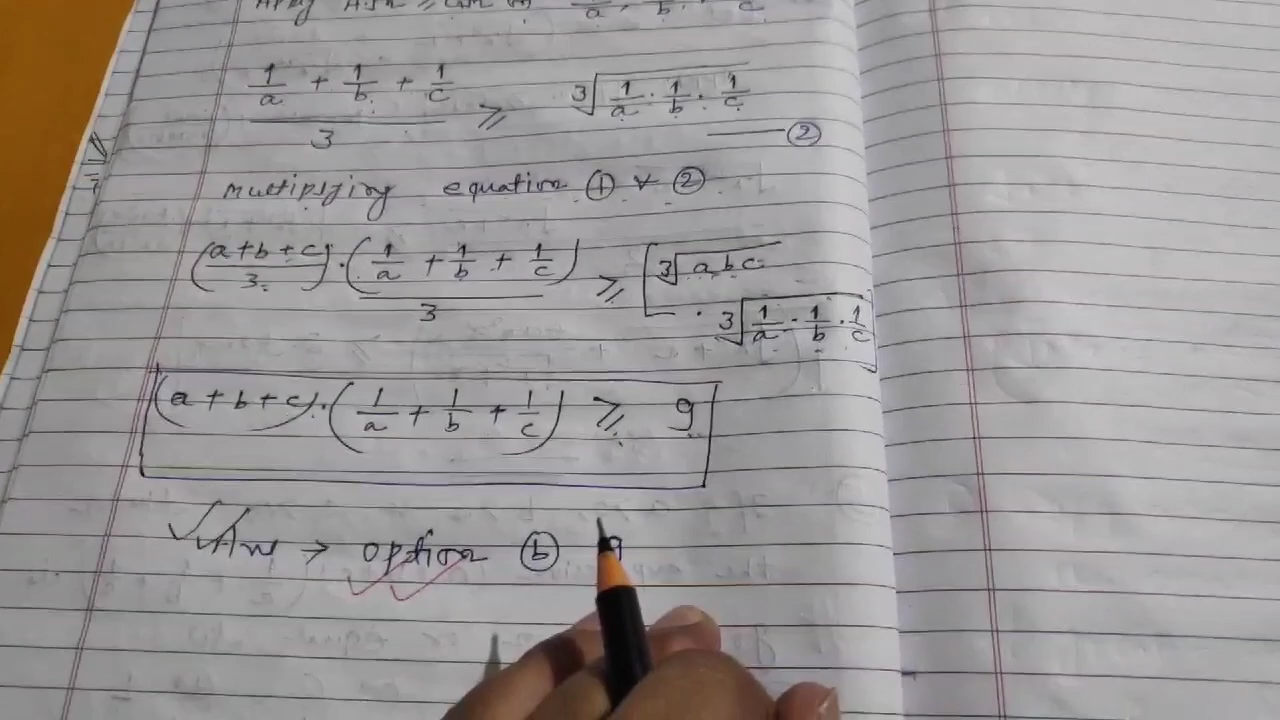 1/a + 1/b + 1/c / 3 ≥ ∛(1/a · 1/b · 1/c)
—— ②
multiplying equation ① & ②
((a+b+c)/3) · (1/a + 1/b + 1/c)/3 ≥ [∛abc
· ∛(1/a · 1/b · 1/c)]
(a+b+c) · (1/a + 1/b + 1/c) ≥ 9
Ans → option ⓑ 9